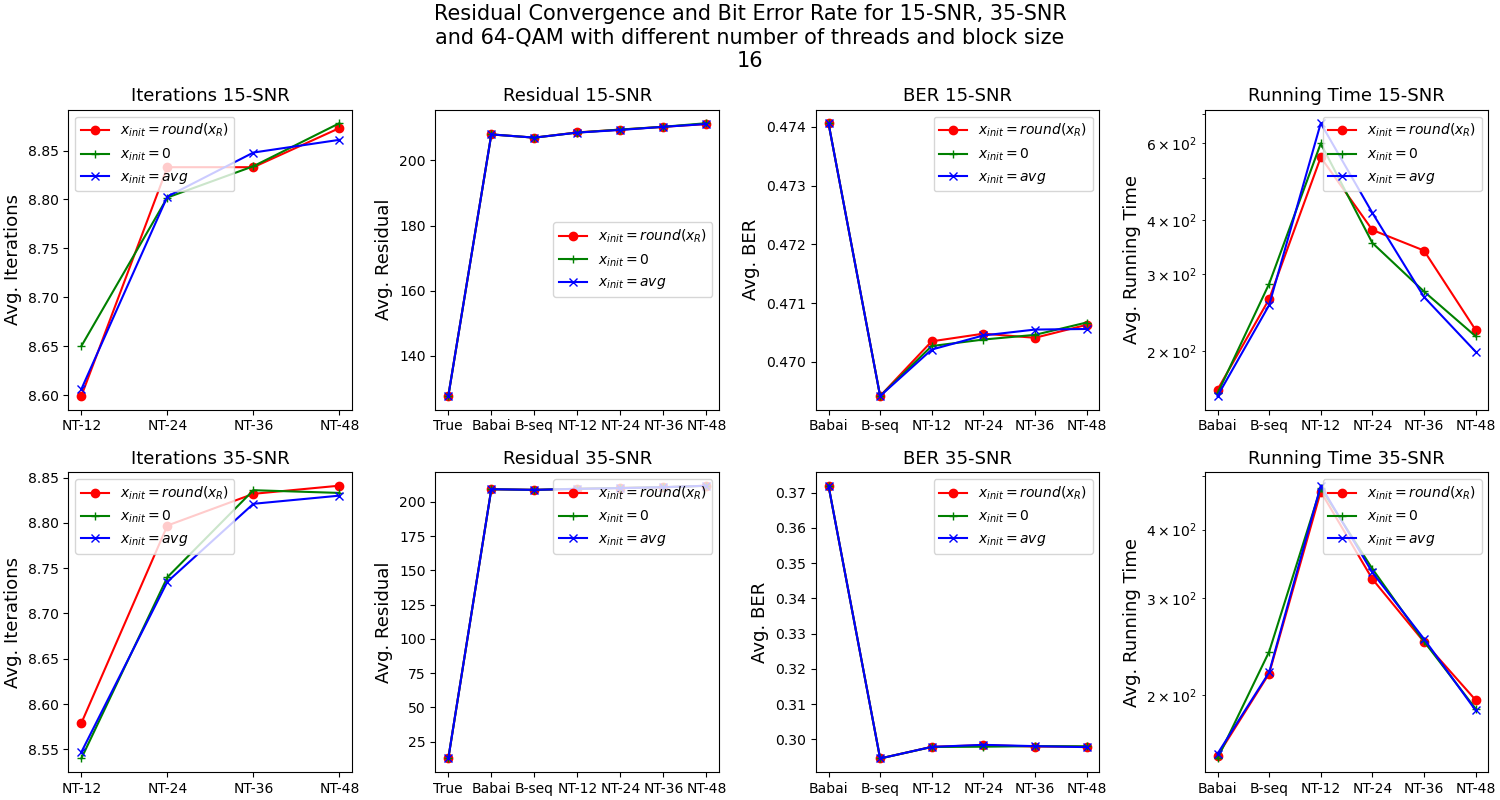 Residual Convergence and Bit Error Rate for 15-SNR, 35-SNR
and 64-QAM with different number of threads and block size
16
Iterations 15-SNR
Avg. Iterations
8.85
8.80
8.75
8.70
8.65
8.60
NT-12 NT-24 NT-36 NT-48
x_init = round(x_R)
x_init = 0
x_init = avg
Residual 15-SNR
Avg. Residual
200
180
160
140
True Babai B-seq NT-12 NT-24 NT-36 NT-48
x_init = round(x_R)
x_init = 0
x_init = avg
BER 15-SNR
Avg. BER
0.474
0.473
0.472
0.471
0.470
Babai B-seq NT-12 NT-24 NT-36 NT-48
x_init = round(x_R)
x_init = 0
x_init = avg
Running Time 15-SNR
Avg. Running Time
6 × 10²
4 × 10²
3 × 10²
2 × 10²
Babai B-seq NT-12 NT-24 NT-36 NT-48
x_init = round(x_R)
x_init = 0
x_init = avg
Iterations 35-SNR
Avg. Iterations
8.85
8.80
8.75
8.70
8.65
8.60
8.55
NT-12 NT-24 NT-36 NT-48
x_init = round(x_R)
x_init = 0
x_init = avg
Residual 35-SNR
Avg. Residual
200
175
150
125
100
75
50
25
True Babai B-seq NT-12 NT-24 NT-36 NT-48
x_init = round(x_R)
x_init = 0
x_init = avg
BER 35-SNR
Avg. BER
0.37
0.36
0.35
0.34
0.33
0.32
0.31
0.30
Babai B-seq NT-12 NT-24 NT-36 NT-48
x_init = round(x_R)
x_init = 0
x_init = avg
Running Time 35-SNR
Avg. Running Time
4 × 10²
3 × 10²
2 × 10²
Babai B-seq NT-12 NT-24 NT-36 NT-48
x_init = round(x_R)
x_init = 0
x_init = avg